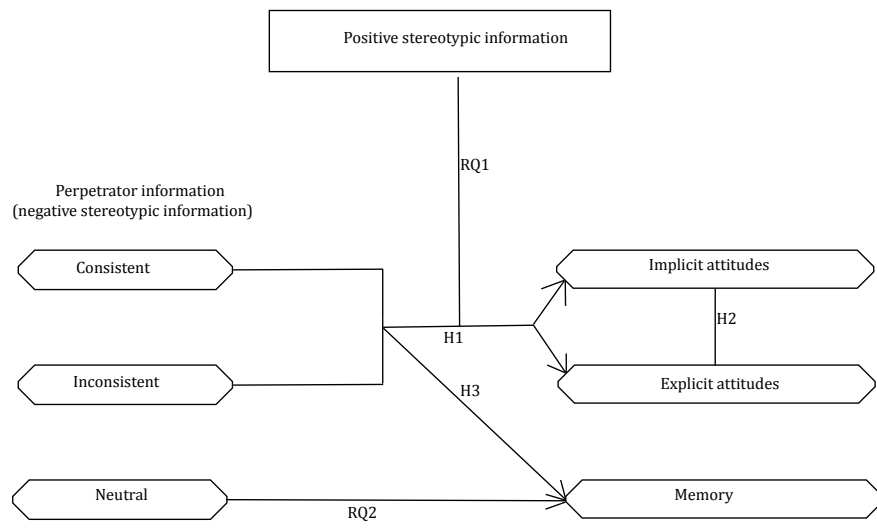 Positive stereotypic information
RQ1
Perpetrator information
(negative stereotypic information)
Consistent
Implicit attitudes
H1
H2
Inconsistent
Explicit attitudes
H3
Neutral
Memory
RQ2